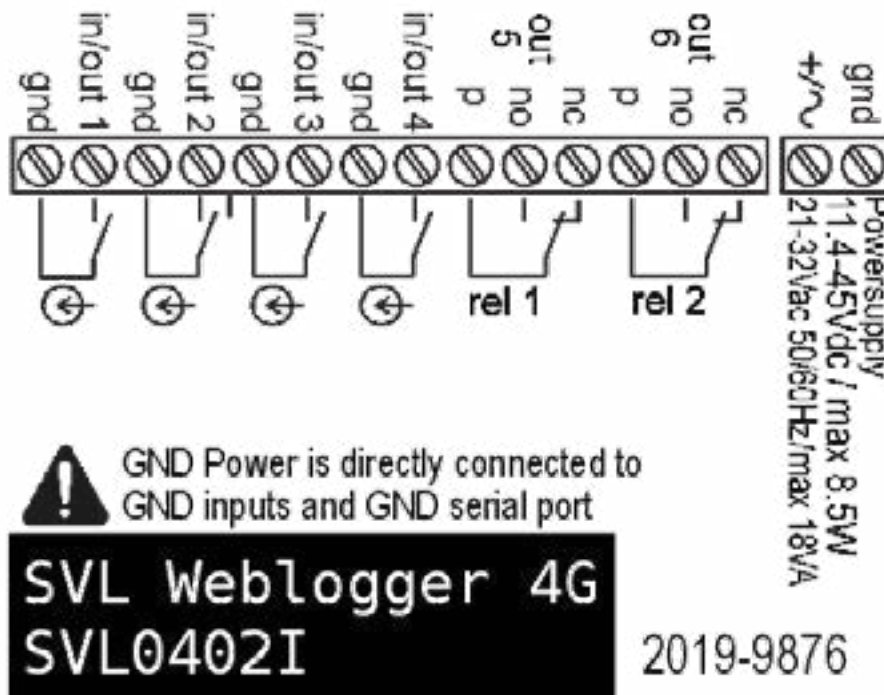 gnd
in/out 1
gnd
in/out 2
gnd
in/out 3
gnd
in/out 4
out
5
p
no
nc
out
6
p
no
nc
+/~
gnd
rel 1
rel 2
Powersupply
11.4-45Vdc / max 8.5W
21-32Vac 50/60Hz/max 18VA
GND Power is directly connected to
GND inputs and GND serial port
SVL Weblogger 4G
SVL0402I
2019-9876